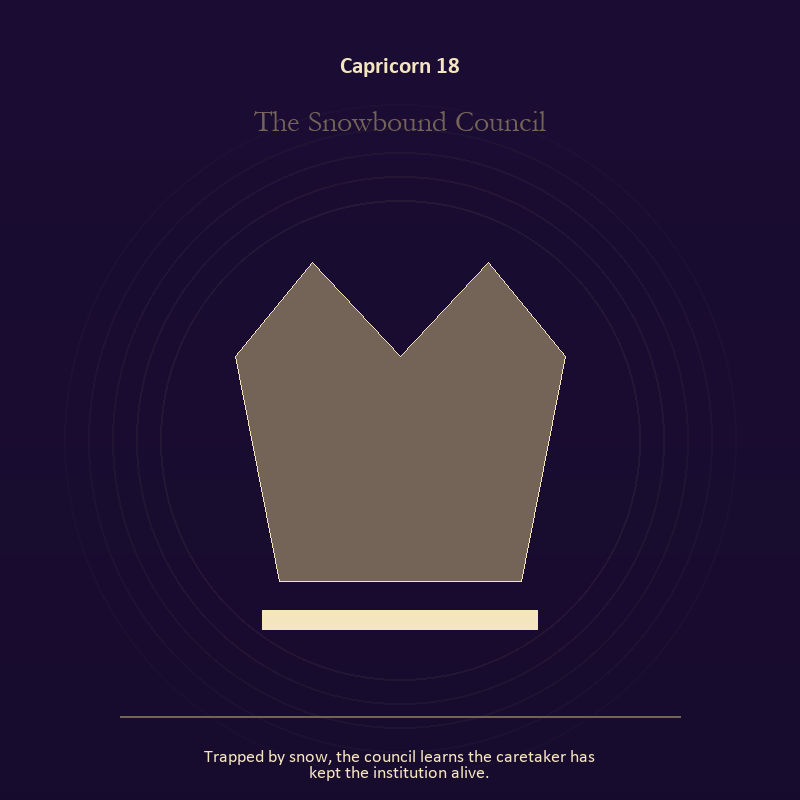 Capricorn 18
The Snowbound Council
Trapped by snow, the council learns the caretaker has
kept the institution alive.